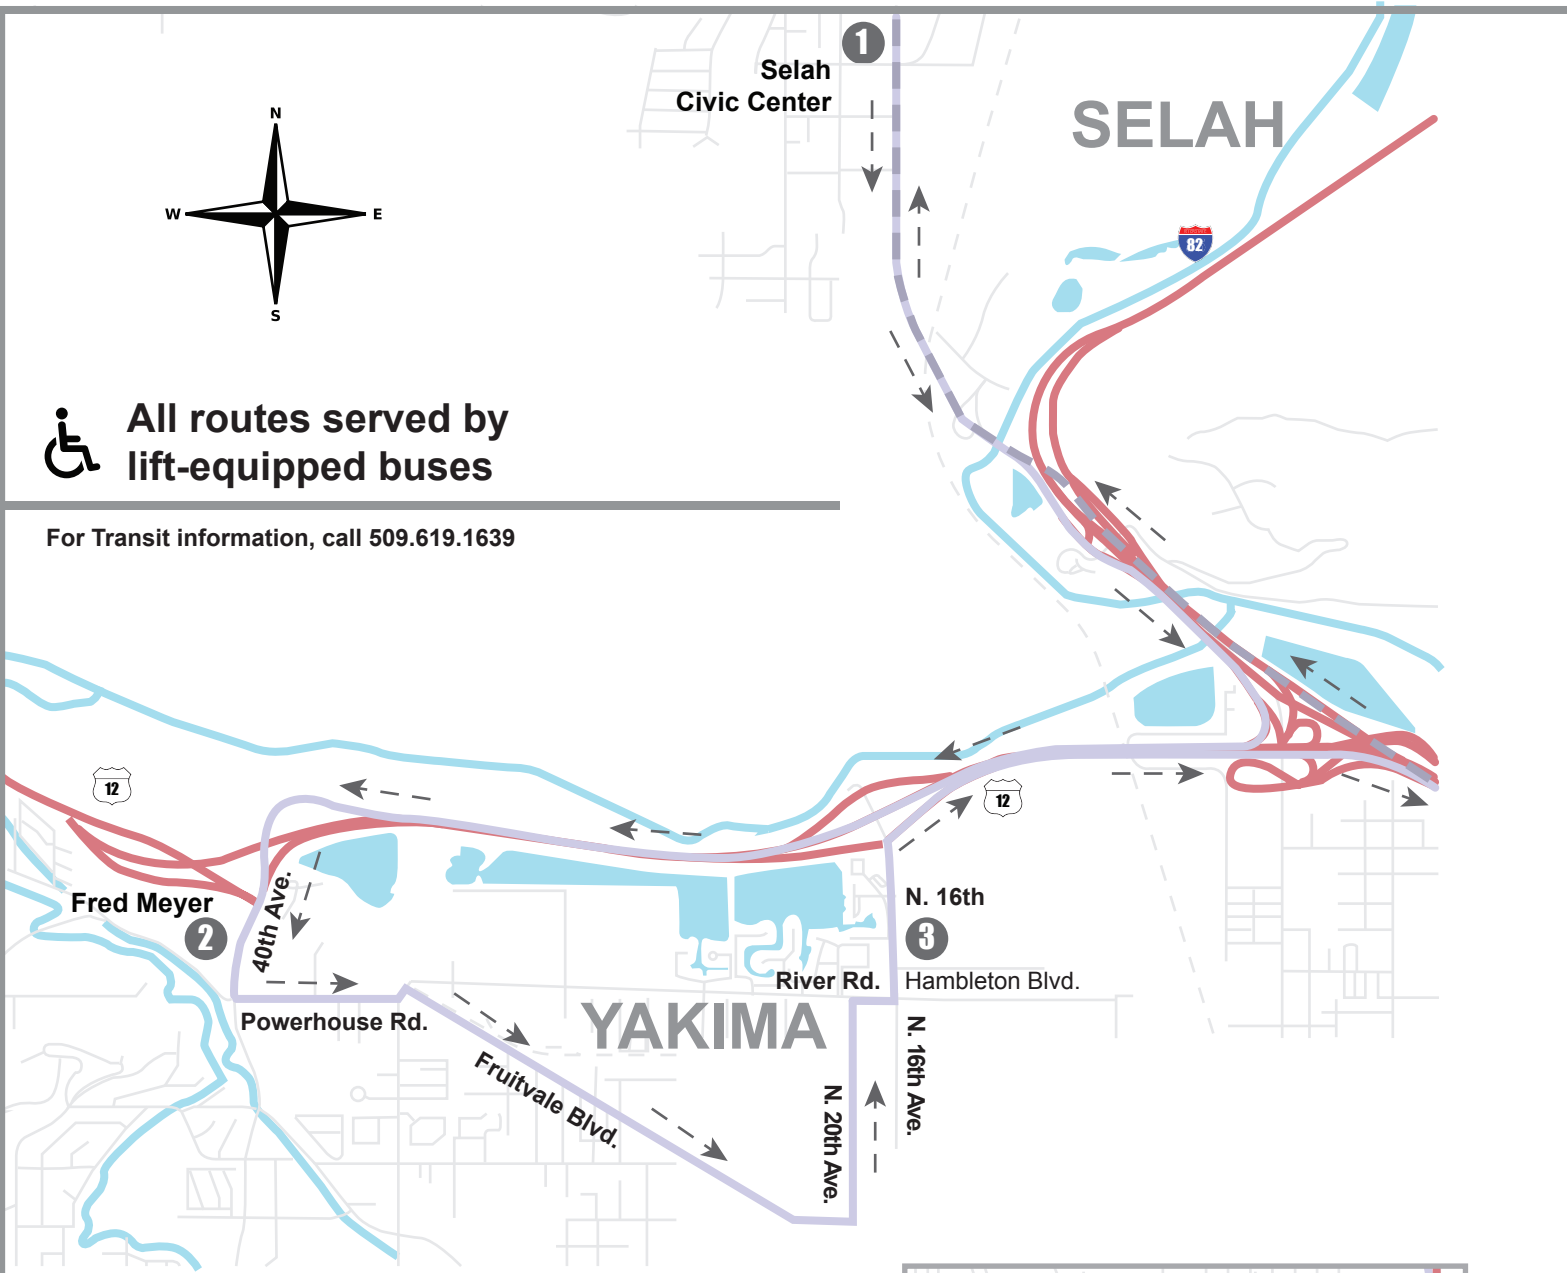 1
Selah
Civic Center
SELAH
N
W
E
S
82
All routes served by
lift-equipped buses
For Transit information, call 509.619.1639
12
12
Fred Meyer
2
40th Ave.
N. 16th
3
River Rd.
Hambleton Blvd.
Powerhouse Rd.
YAKIMA
Fruitvale Blvd.
N. 20th Ave.
N. 16th Ave.